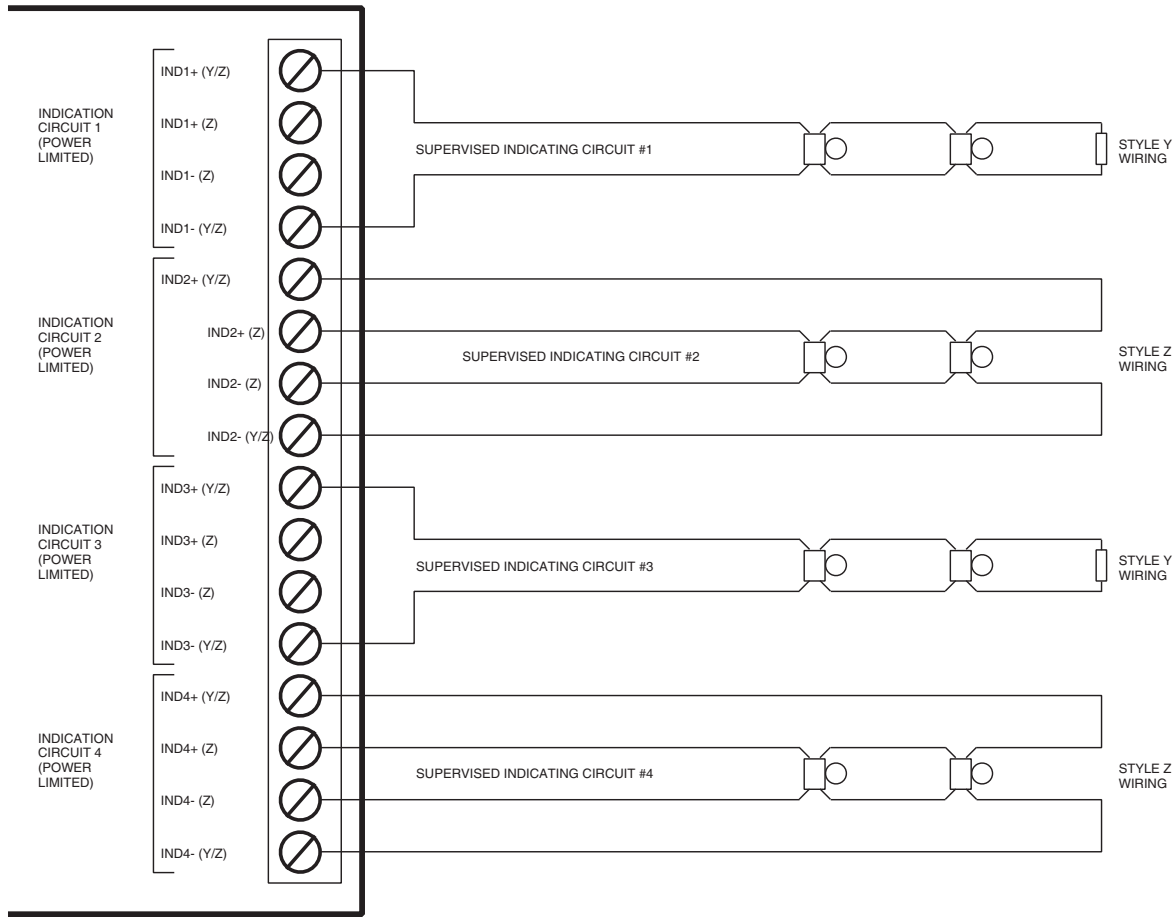 INDICATION
CIRCUIT 1
(POWER
LIMITED)
IND1+ (Y/Z)
IND1+ (Z)
IND1- (Z)
IND1- (Y/Z)
SUPERVISED INDICATING CIRCUIT #1
STYLE Y
WIRING
INDICATION
CIRCUIT 2
(POWER
LIMITED)
IND2+ (Y/Z)
IND2+ (Z)
IND2- (Z)
IND2- (Y/Z)
SUPERVISED INDICATING CIRCUIT #2
STYLE Z
WIRING
INDICATION
CIRCUIT 3
(POWER
LIMITED)
IND3+ (Y/Z)
IND3+ (Z)
IND3- (Z)
IND3- (Y/Z)
SUPERVISED INDICATING CIRCUIT #3
STYLE Y
WIRING
INDICATION
CIRCUIT 4
(POWER
LIMITED)
IND4+ (Y/Z)
IND4+ (Z)
IND4- (Z)
IND4- (Y/Z)
SUPERVISED INDICATING CIRCUIT #4
STYLE Z
WIRING